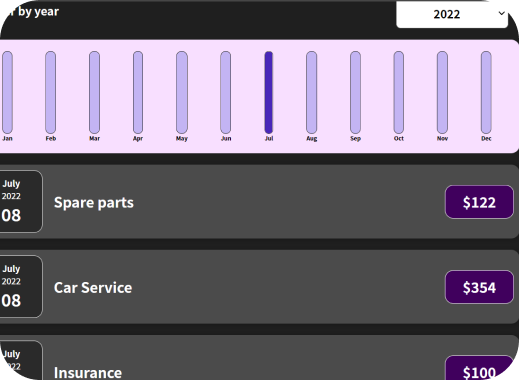 by year
2022
Jan Feb Mar Apr May Jun Jul Aug Sep Oct Nov Dec
July
2022
08
Spare parts
$122
July
2022
08
Car Service
$354
July
Insurance
$100